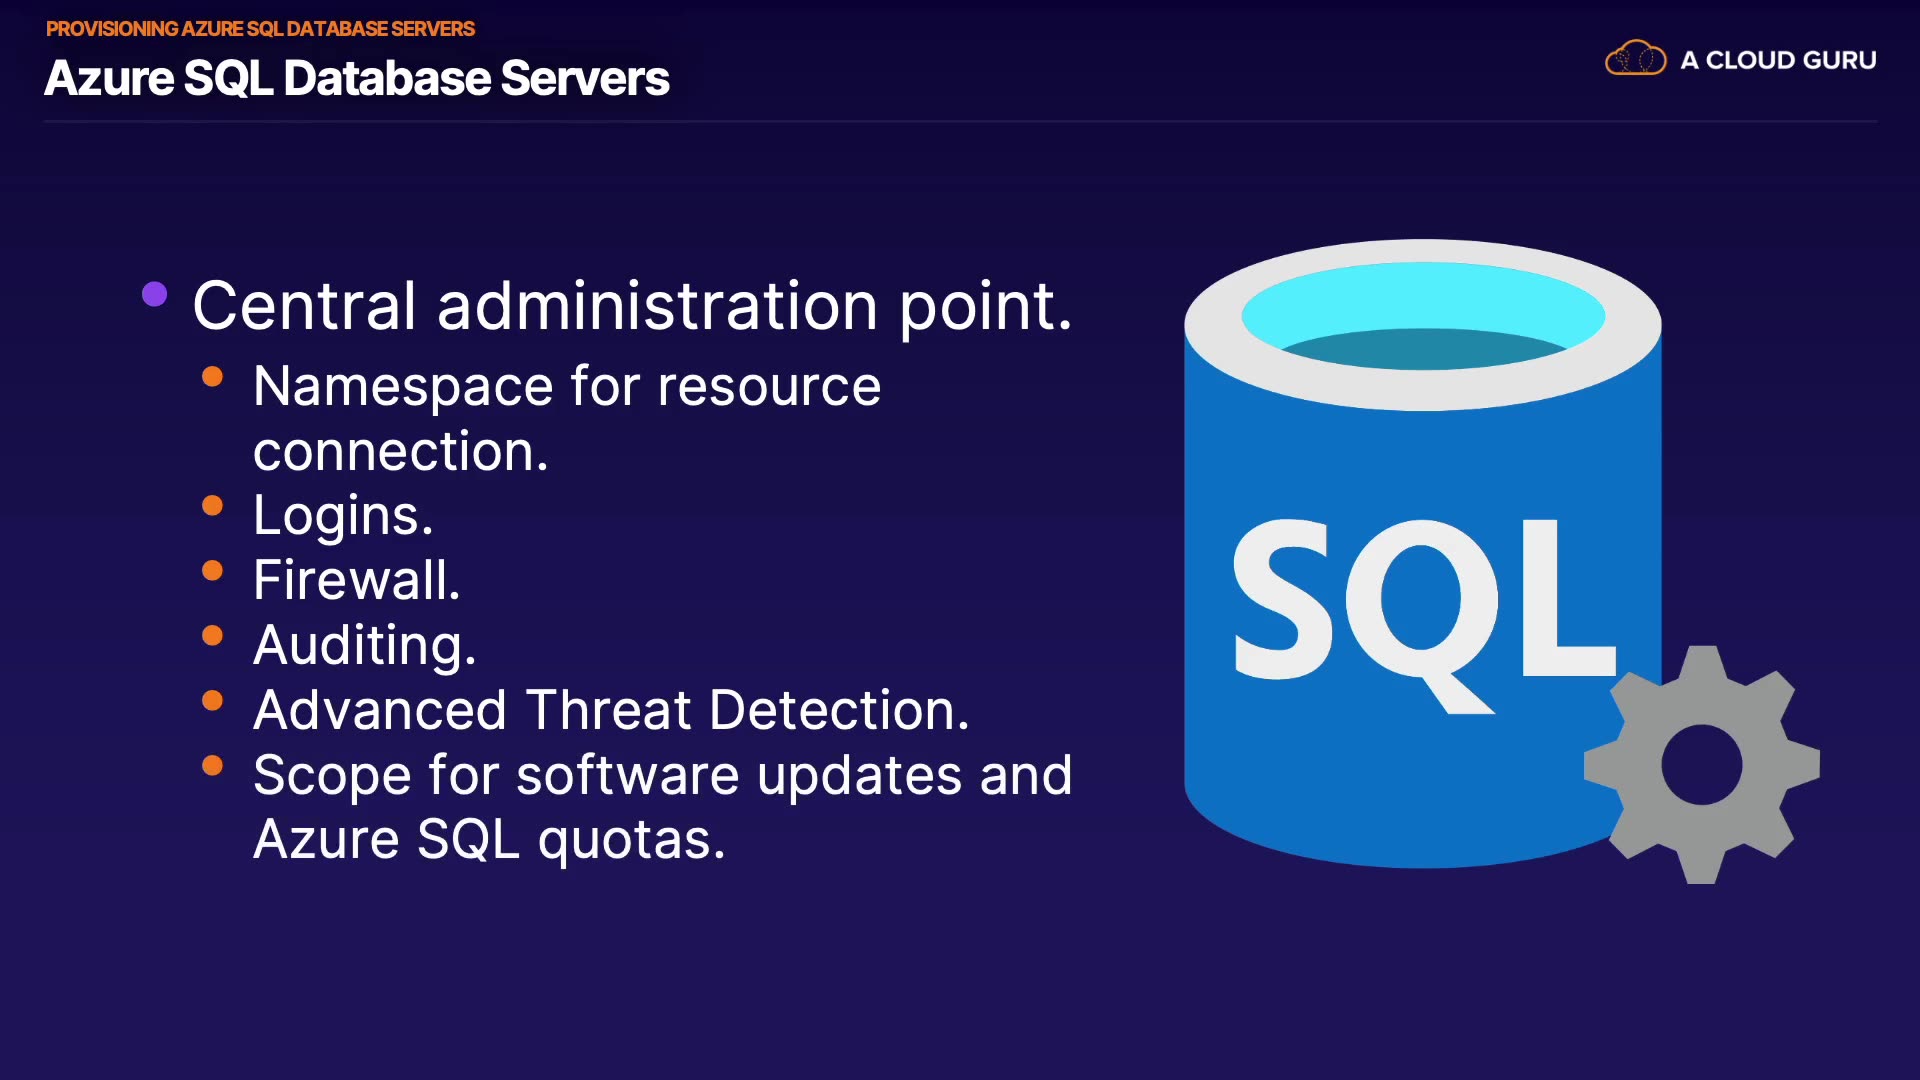 PROVISIONING AZURE SQL DATABASE SERVERS
Azure SQL Database Servers
A CLOUD GURU
Central administration point.
Namespace for resource
connection.
Logins.
Firewall.
Auditing.
Advanced Threat Detection.
Scope for software updates and
Azure SQL quotas.
SQL